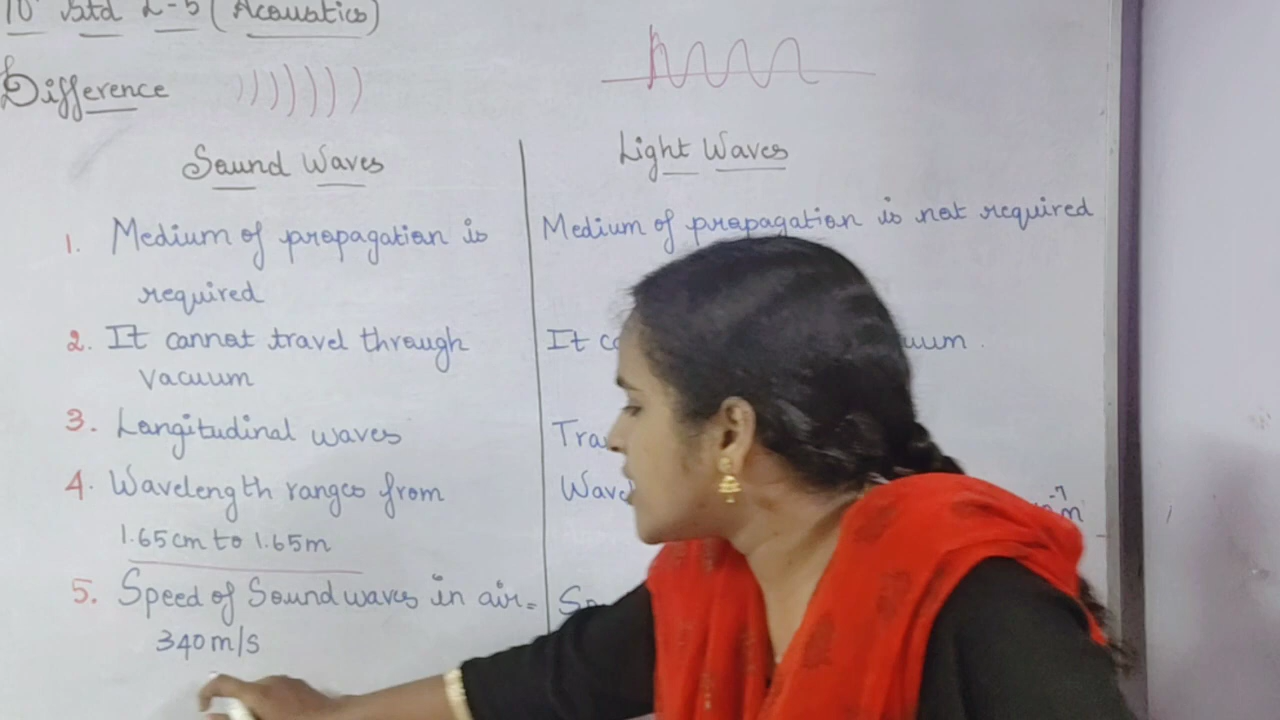 10 Std L-5 (Acoustics)
Difference
Sound Waves
Light Waves
1. Medium of propagation is
required
Medium of propagation is not required
2. It cannot travel through
vacuum
It
3. Longitudinal waves
4. Wavelength ranges from
1.65cm to 1.65m
5. Speed of Sound waves in air =
340 m/s